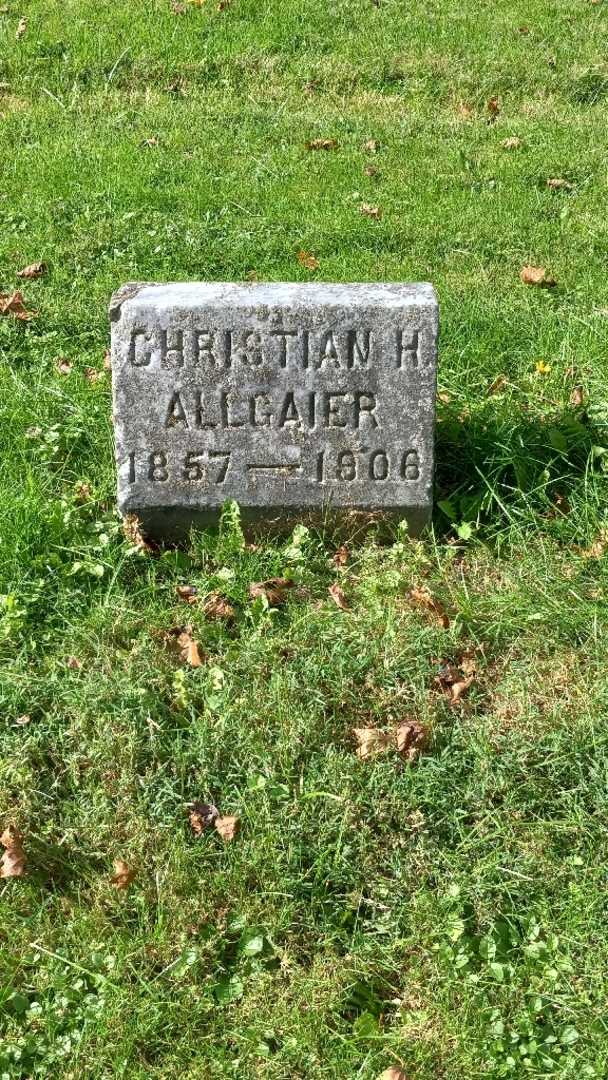 CHRISTIAN H
ALLGAIER
1857 — 1906